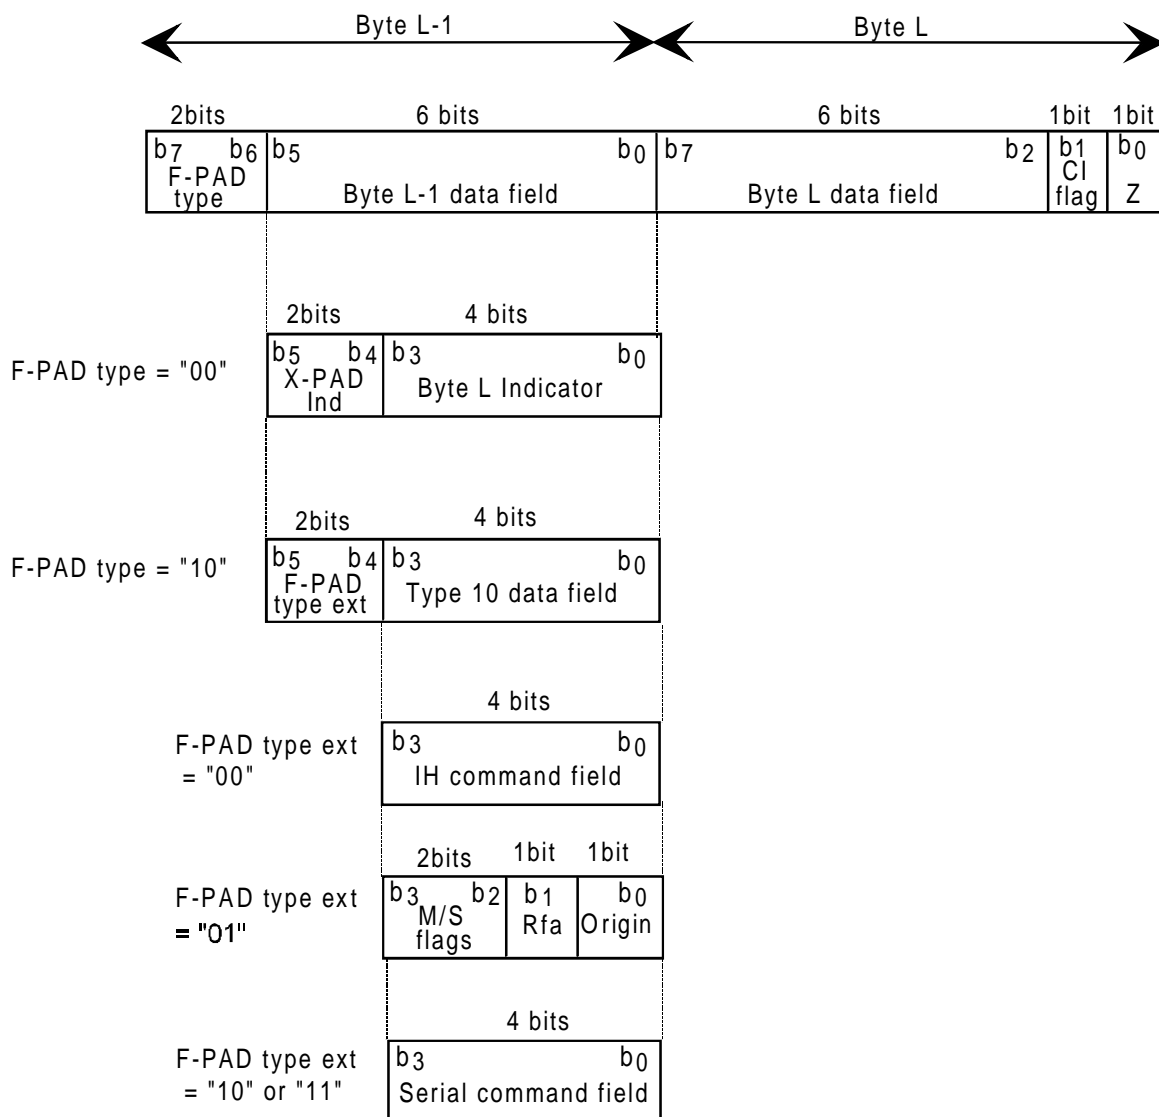 Byte L-1 Byte L
2bits 6 bits 6 bits 1bit 1bit
b7 b6 b5 b0 b7 b2 b1 b0
F-PAD type Byte L-1 data field Byte L data field CI flag Z
2bits 4 bits
F-PAD type = "00"
b5 b4 b3 b0
X-PAD Ind Byte L Indicator
2bits 4 bits
F-PAD type = "10"
b5 b4 b3 b0
F-PAD type ext Type 10 data field
4 bits
F-PAD type ext
= "00"
b3 b0
IH command field
2bits 1bit 1bit
F-PAD type ext
= "01"
b3 b2 b1 b0
M/S flags Rfa Origin
4 bits
F-PAD type ext
= "10" or "11"
b3 b0
Serial command field